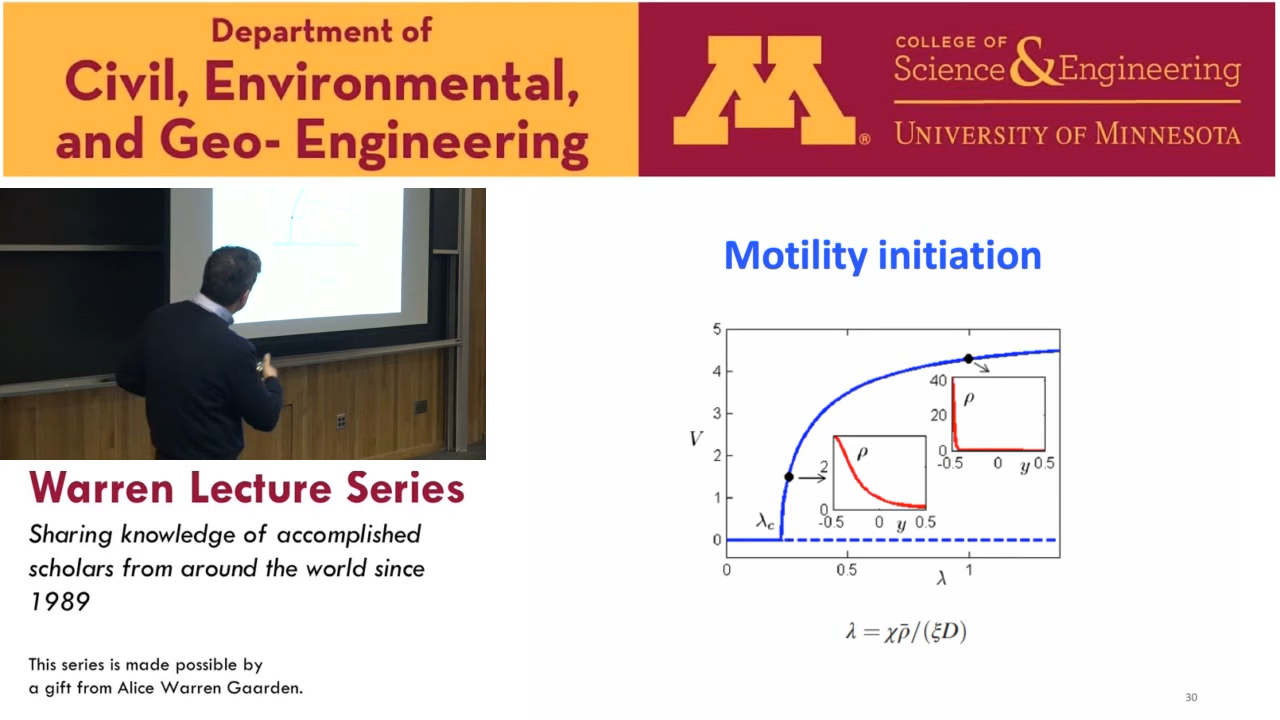 Department of
Civil, Environmental,
and Geo- Engineering
M
®
COLLEGE OF
Science & Engineering
UNIVERSITY OF MINNESOTA
Warren Lecture Series
Sharing knowledge of accomplished
scholars from around the world since
1989
This series is made possible by
a gift from Alice Warren Gaarden.
Motility initiation
5
4
3
2
1
0
V
λc
0 0.5 λ 1
ρ
2
0
-0.5 0 y 0.5
40
20
0
ρ
-0.5 0 y 0.5
λ = χρ̄/(ξD)
30